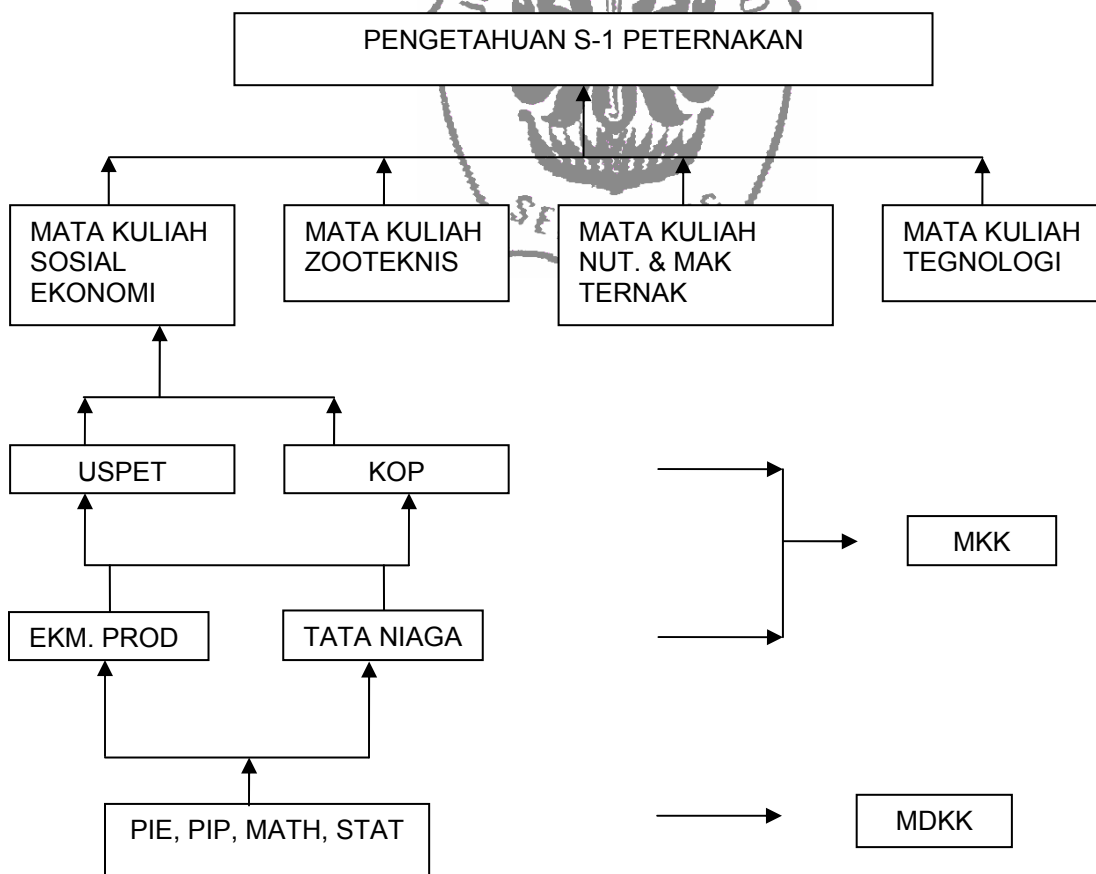 PENGETAHUAN S-1 PETERNAKAN
MATA KULIAH
SOSIAL
EKONOMI
MATA KULIAH
ZOOTEKNIS
MATA KULIAH
NUT. & MAK
TERNAK
MATA KULIAH
TEGNOLOGI
USPET
KOP
MKK
EKM. PROD
TATA NIAGA
PIE, PIP, MATH, STAT
MDKK